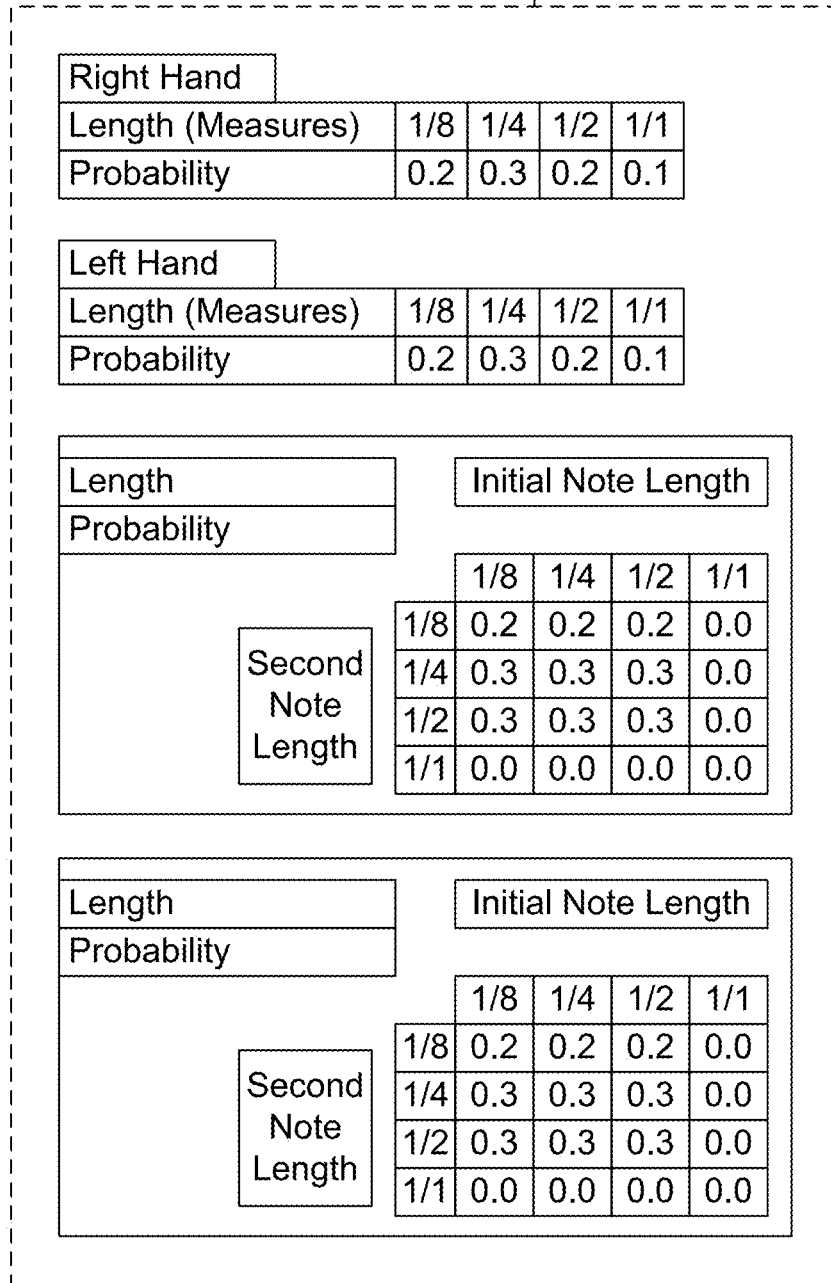 Right Hand
Length (Measures) 1/8 1/4 1/2 1/1
Probability 0.2 0.3 0.2 0.1
Left Hand
Length (Measures) 1/8 1/4 1/2 1/1
Probability 0.2 0.3 0.2 0.1
Length Initial Note Length
Probability
1/8 1/4 1/2 1/1
1/8 0.2 0.2 0.2 0.0
Second
1/4 0.3 0.3 0.3 0.0
Note
1/2 0.3 0.3 0.3 0.0
Length
1/1 0.0 0.0 0.0 0.0
Length Initial Note Length
Probability
1/8 1/4 1/2 1/1
1/8 0.2 0.2 0.2 0.0
Second
1/4 0.3 0.3 0.3 0.0
Note
1/2 0.3 0.3 0.3 0.0
Length
1/1 0.0 0.0 0.0 0.0